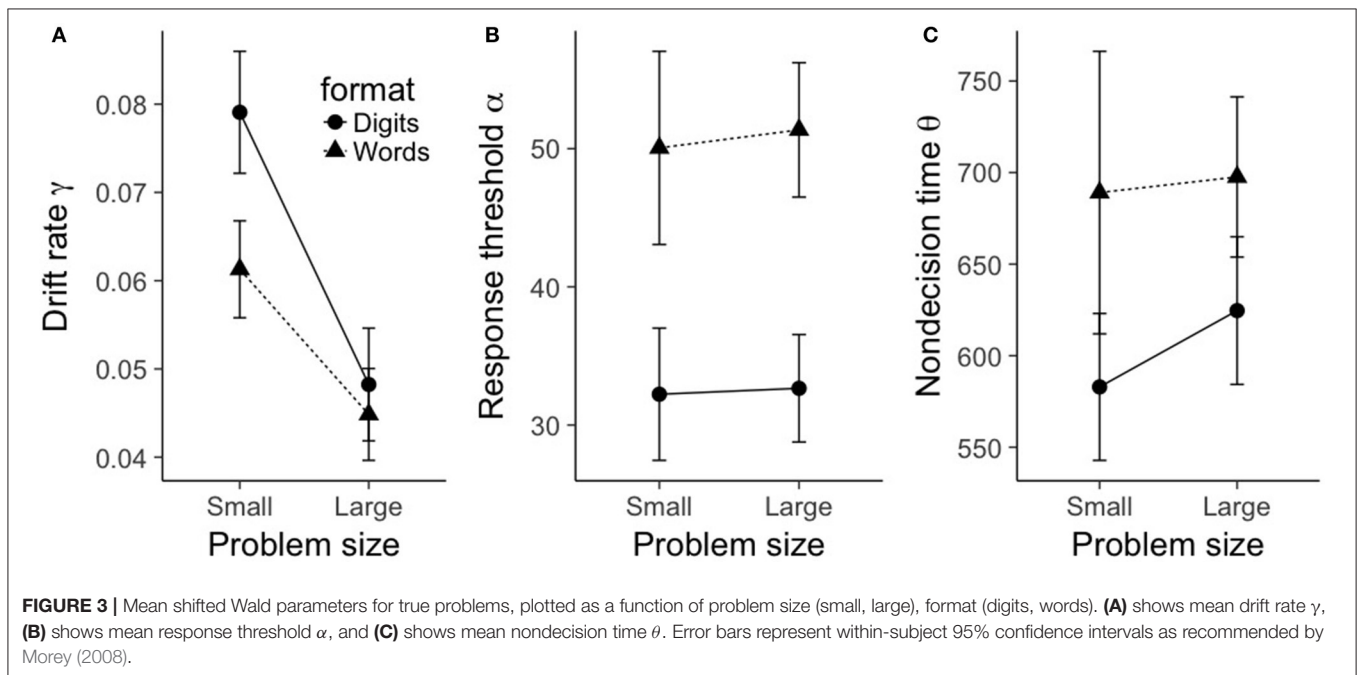 A
0.08
0.07
0.06
0.05
0.04
Drift rate γ
format
Digits
Words
Small Large
Problem size
B
50
40
30
Response threshold α
Small Large
Problem size
C
750
700
650
600
550
Nondecision time θ
Small Large
Problem size
FIGURE 3 | Mean shifted Wald parameters for true problems, plotted as a function of problem size (small, large), format (digits, words). (A) shows mean drift rate γ,
(B) shows mean response threshold α, and (C) shows mean nondecision time θ. Error bars represent within-subject 95% confidence intervals as recommended by
Morey (2008).